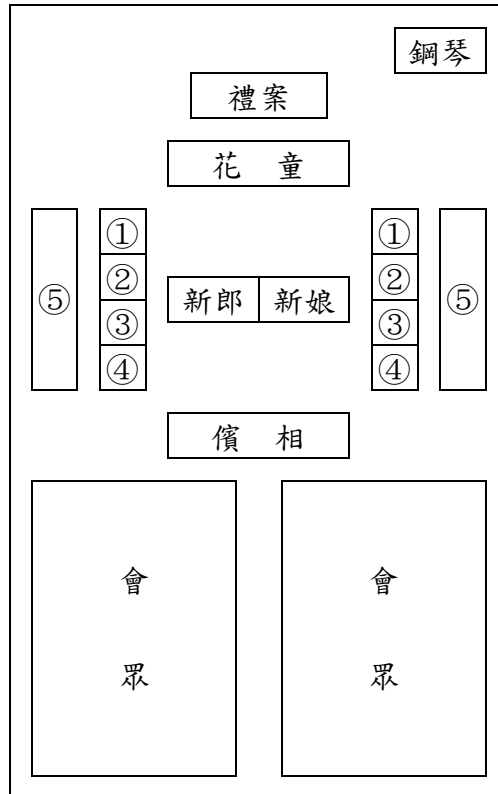 鋼琴
禮案
花 童
① ①
② ②
⑤ 新郎 新娘 ⑤
③ ③
④ ④
儐 相
會 會
眾 眾